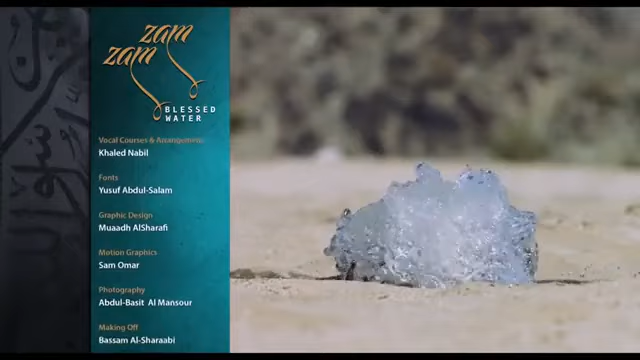 zam
zam
BLESSED
WATER
Vocal Courses & Arrangement
Khaled Nabil
Fonts
Yusuf Abdul-Salam
Graphic Design
Muaadh AlSharafi
Motion Graphics
Sam Omar
Photography
Abdul-Basit Al Mansour
Making Off
Bassam Al-Sharaabi